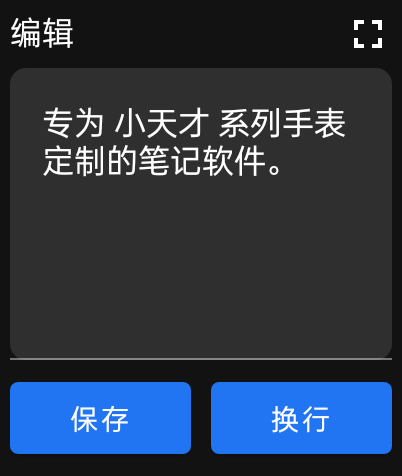 编辑
专为 小天才 系列手表
定制的笔记软件。
保存
换行